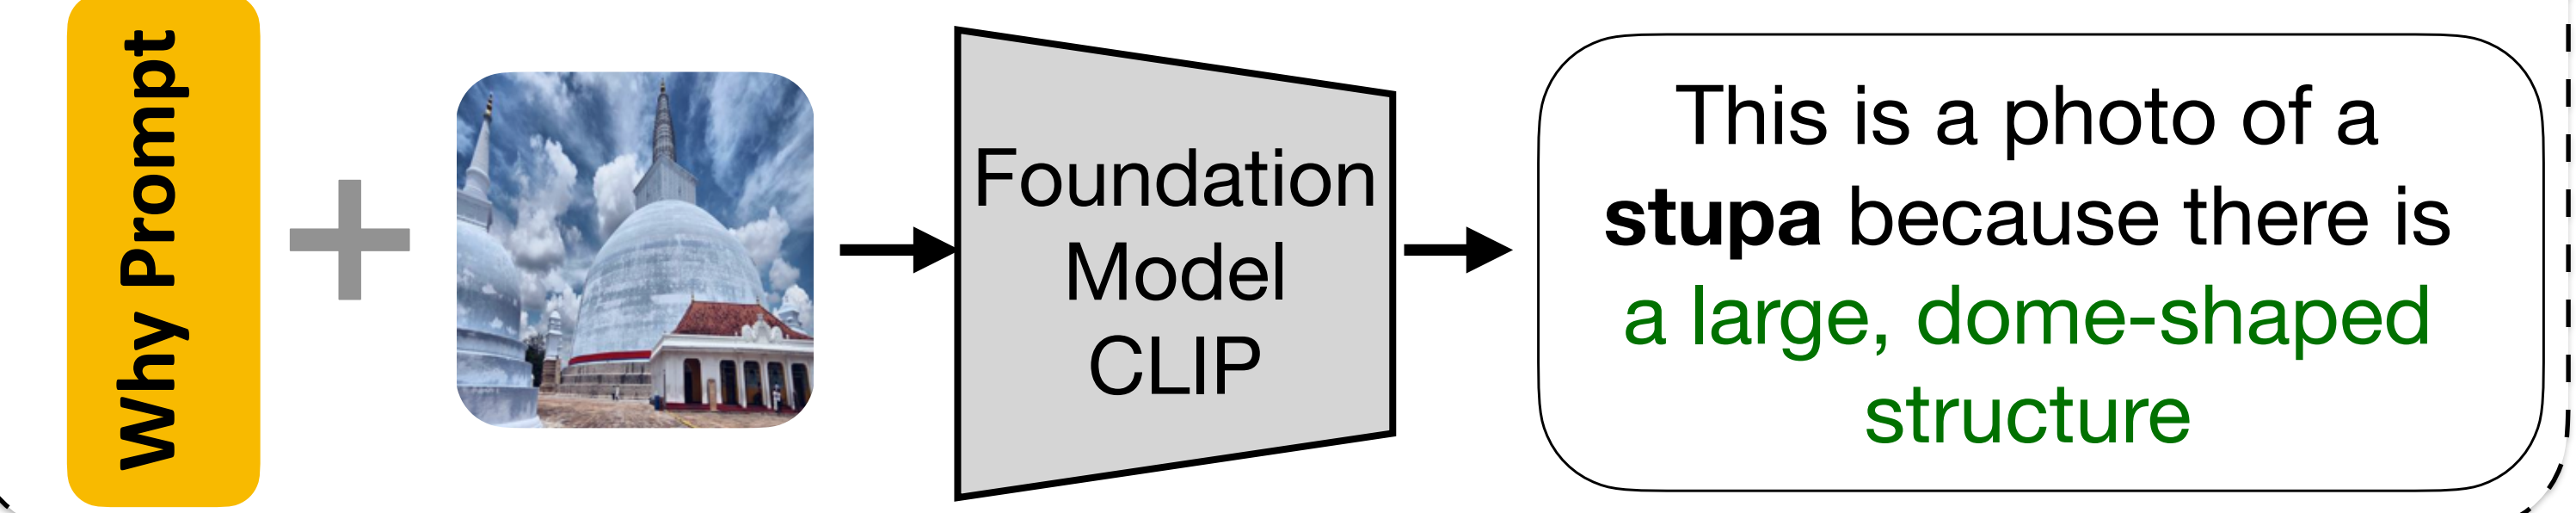 Why Prompt
Foundation
Model
CLIP
This is a photo of a
stupa because there is
a large, dome-shaped
structure